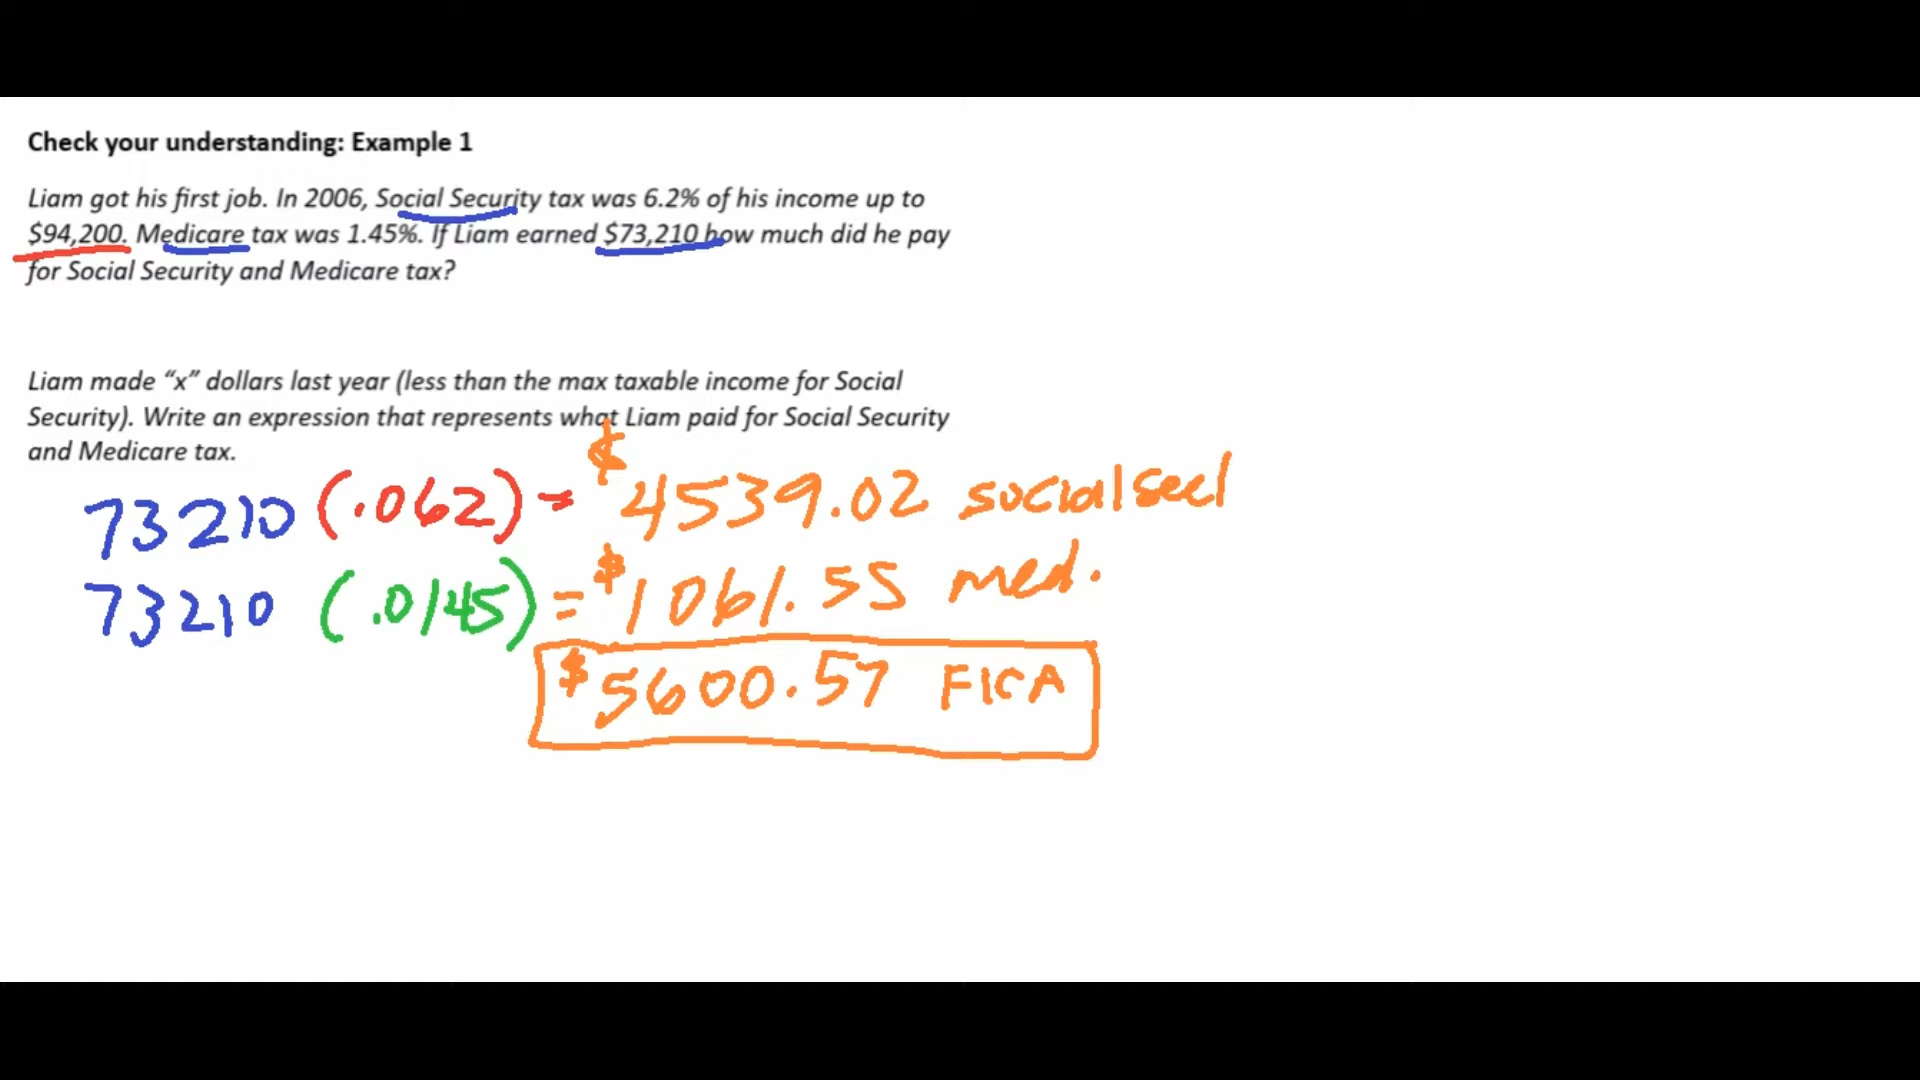 Check your understanding: Example 1
Liam got his first job. In 2006, Social Security tax was 6.2% of his income up to
$94,200. Medicare tax was 1.45%. If Liam earned $73,210 how much did he pay
for Social Security and Medicare tax?
Liam made “x” dollars last year (less than the max taxable income for Social
Security). Write an expression that represents what Liam paid for Social Security
and Medicare tax.
73210 (.062) = $4539.02 social sec
73210 (.0145) = $1061.55 med.
$5600.57 FICA